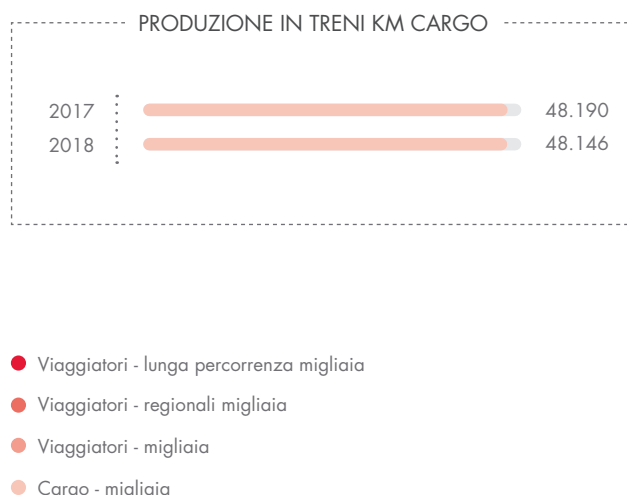 PRODUZIONE IN TRENI KM CARGO
2017 48.190
2018 48.146
Viaggiatori - lunga percorrenza migliaia
Viaggiatori - regionali migliaia
Viaggiatori - migliaia
Cargo - migliaia